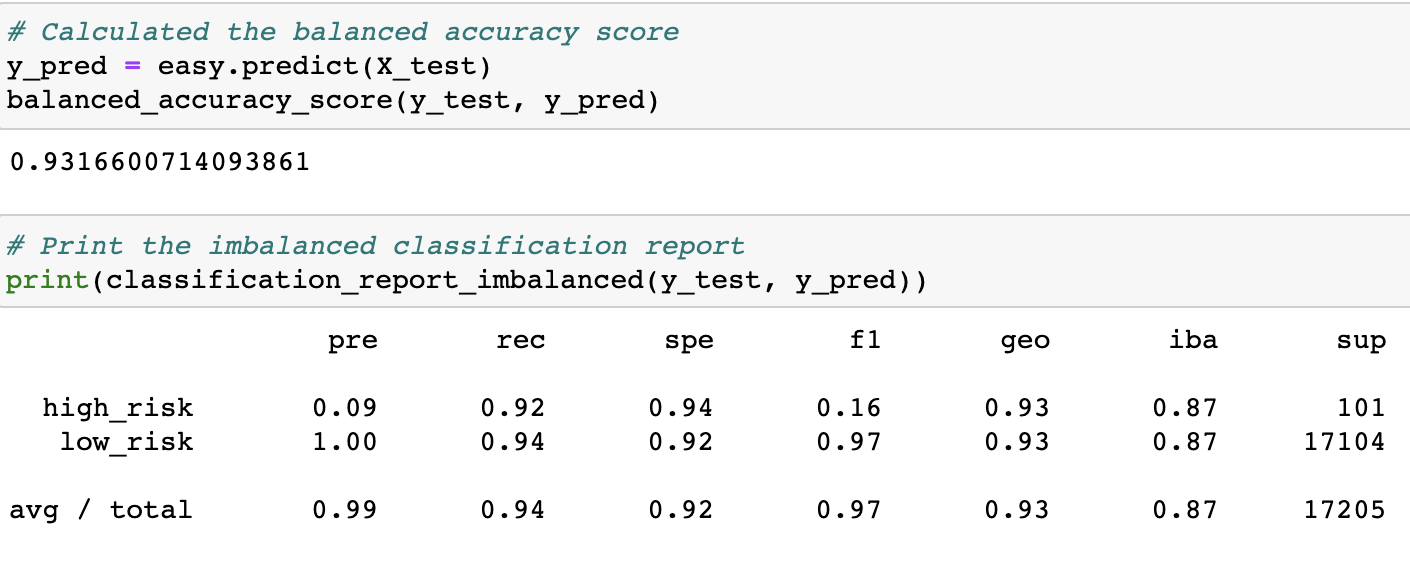 # Calculated the balanced accuracy score
y_pred = easy.predict(X_test)
balanced_accuracy_score(y_test, y_pred)
0.9316600714093861
# Print the imbalanced classification report
print(classification_report_imbalanced(y_test, y_pred))
pre rec spe f1 geo iba sup
high_risk 0.09 0.92 0.94 0.16 0.93 0.87 101
low_risk 1.00 0.94 0.92 0.97 0.93 0.87 17104
avg / total 0.99 0.94 0.92 0.97 0.93 0.87 17205